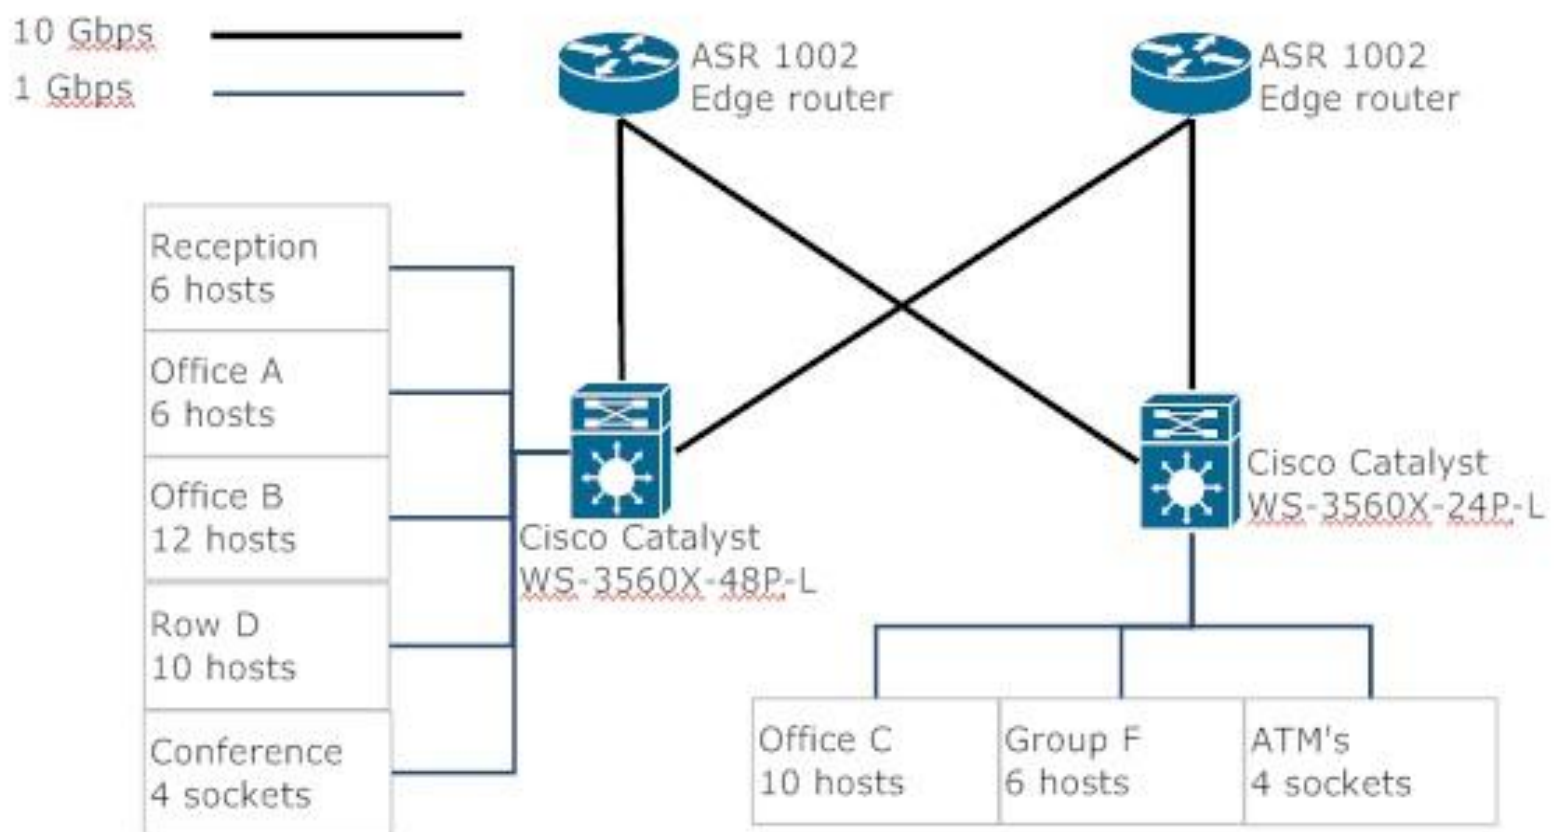 10 Gbps
1 Gbps
ASR 1002
Edge router
ASR 1002
Edge router
Reception
6 hosts
Office A
6 hosts
Office B
12 hosts
Row D
10 hosts
Conference
4 sockets
Cisco Catalyst
WS-3560X-48P-L
Cisco Catalyst
WS-3560X-24P-L
Office C
10 hosts
Group F
6 hosts
ATM's
4 sockets